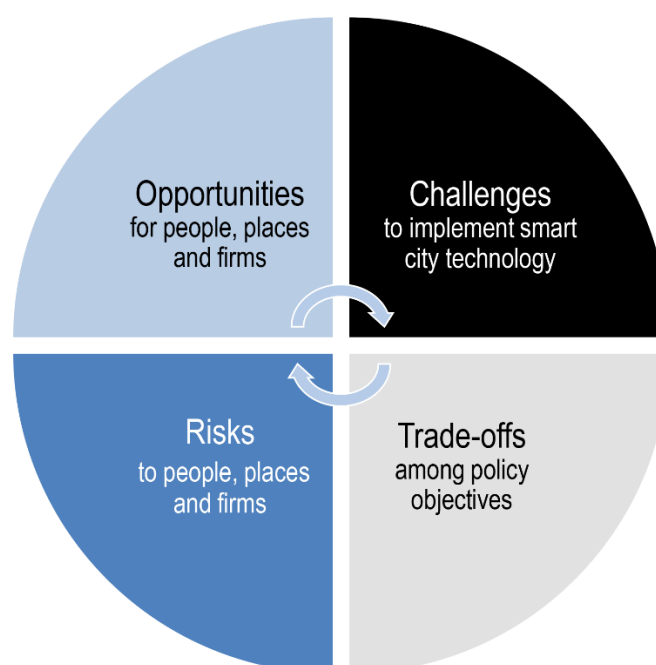 Opportunities
for people, places
and firms
Challenges
to implement smart
city technology
Risks
to people, places
and firms
Trade-offs
among policy
objectives